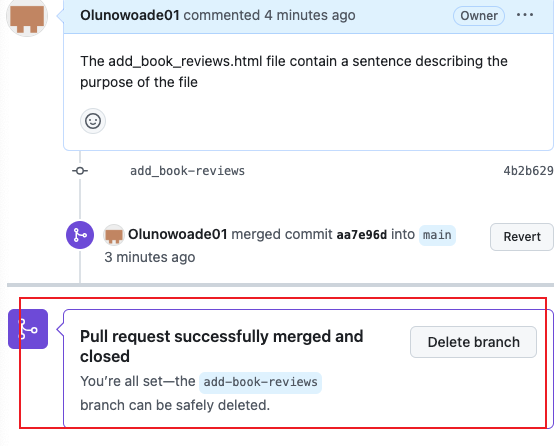 Olunowoade01 commented 4 minutes ago Owner ...
The add_book_reviews.html file contain a sentence describing the
purpose of the file
add_book-reviews 4b2b629
Olunowoade01 merged commit aa7e96d into main Revert
3 minutes ago
Pull request successfully merged and
closed
Delete branch
You’re all set—the add-book-reviews
branch can be safely deleted.